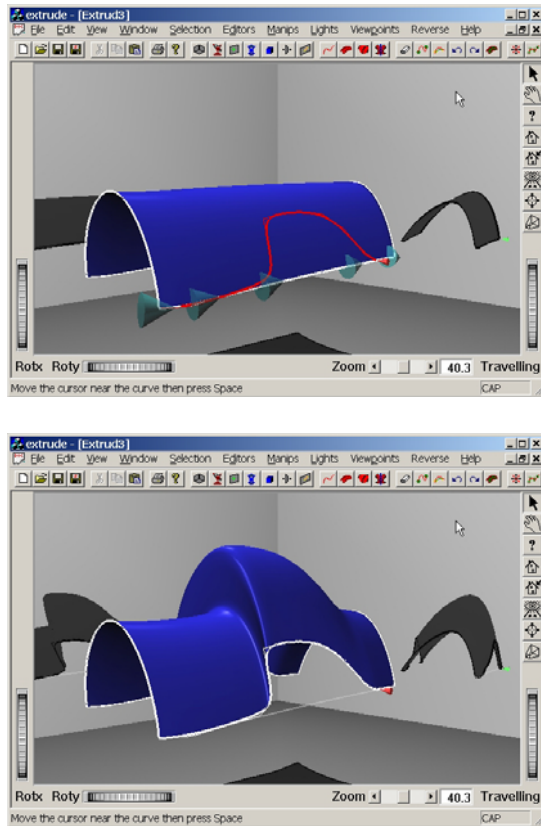 extrude - [Extrud3]
File Edit View Window Selection Editors Manips Lights Viewpoints Reverse Help
Rotx Roty Zoom 40.3 Travelling
Move the cursor near the curve then press Space CAP
extrude - [Extrud3]
File Edit View Window Selection Editors Manips Lights Viewpoints Reverse Help
Rotx Roty Zoom 40.3 Travelling
Move the cursor near the curve then press Space CAP